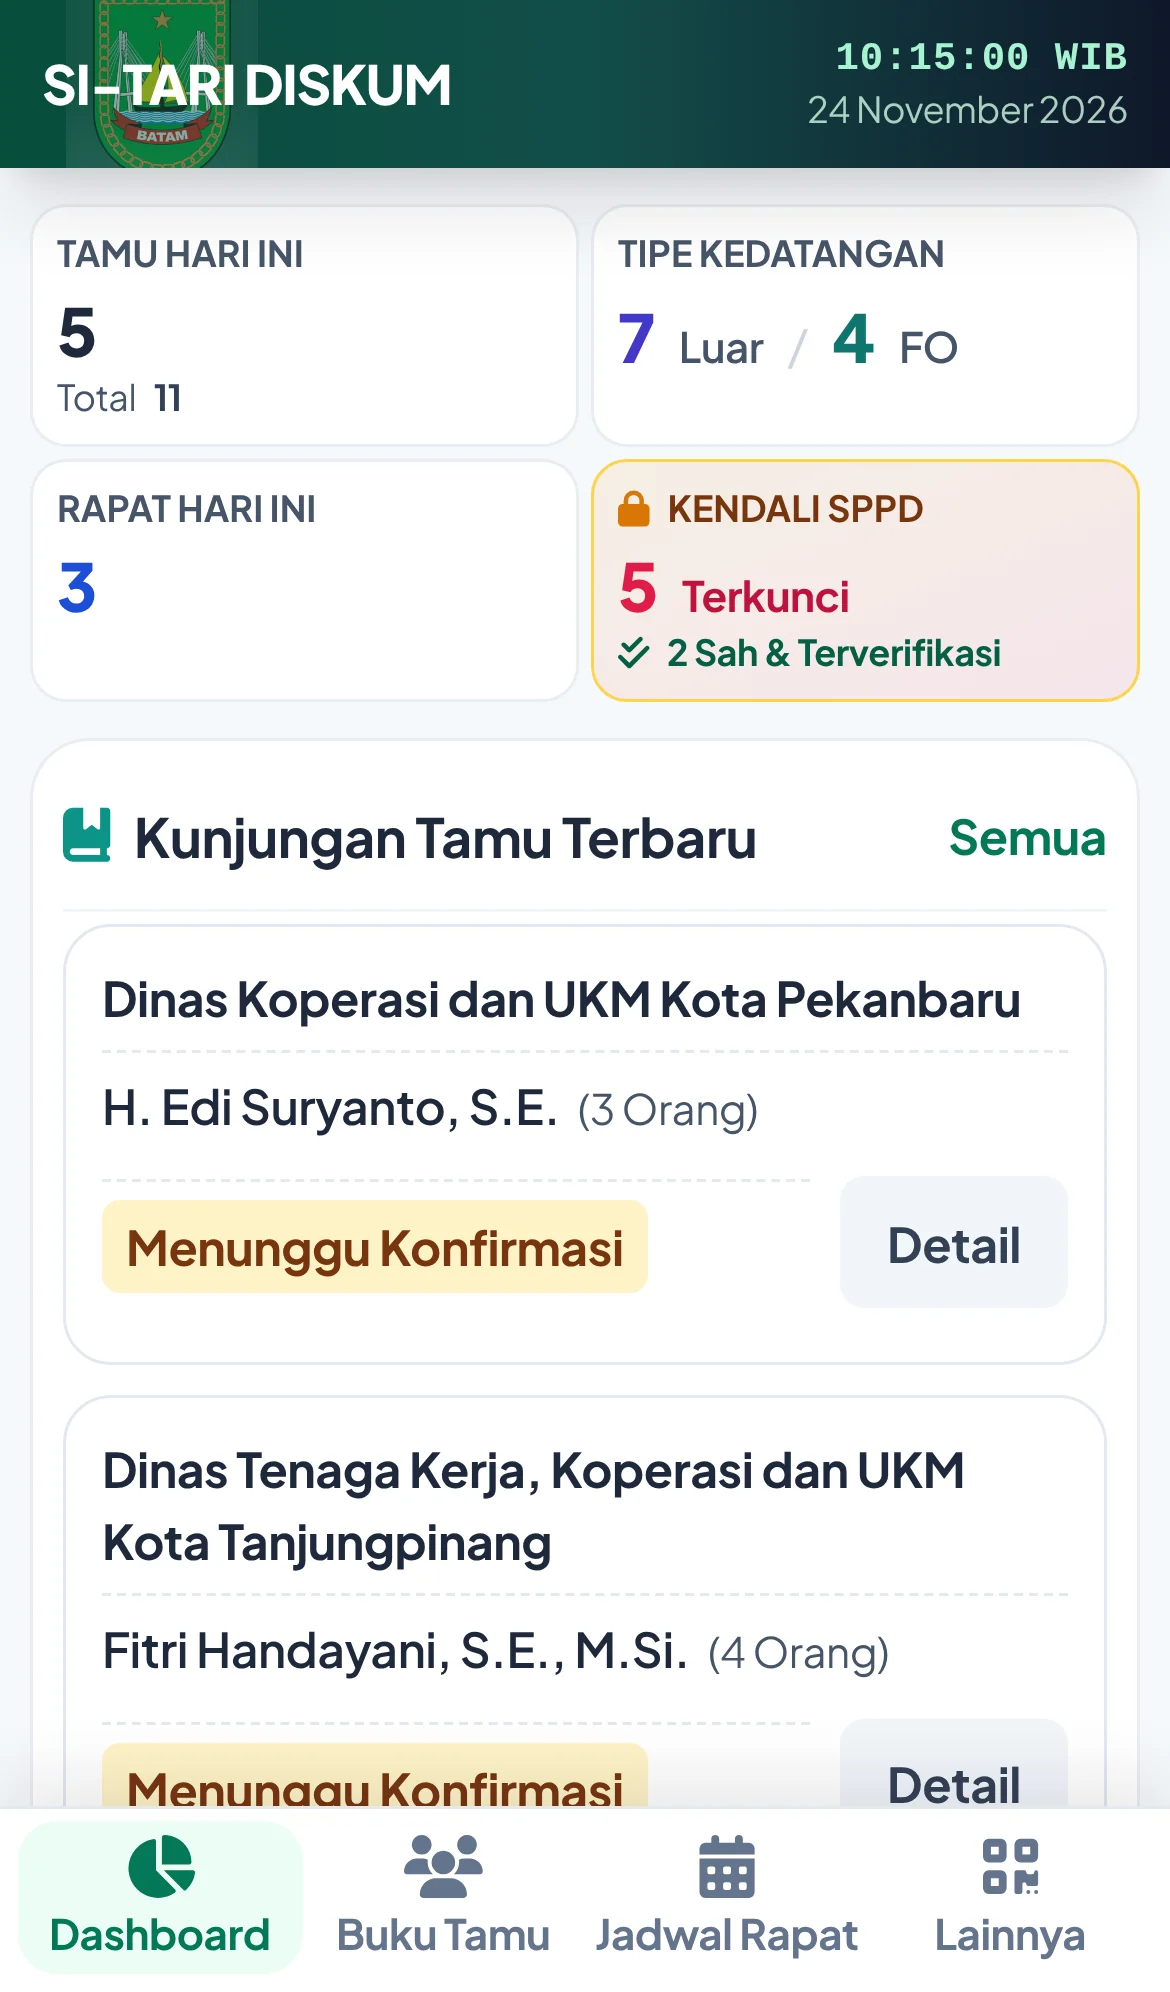 SI-TARI DISKUM
BATAM
10:15:00 WIB
24 November 2026
TAMU HARI INI
5
Total 11
TIPE KEDATANGAN
7 Luar / 4 FO
RAPAT HARI INI
3
KENDALI SPPD
5 Terkunci
2 Sah & Terverifikasi
Kunjungan Tamu Terbaru
Semua
Dinas Koperasi dan UKM Kota Pekanbaru
H. Edi Suryanto, S.E. (3 Orang)
Menunggu Konfirmasi
Detail
Dinas Tenaga Kerja, Koperasi dan UKM
Kota Tanjungpinang
Fitri Handayani, S.E., M.Si. (4 Orang)
Menunggu Konfirmasi
Detail
Dashboard
Buku Tamu
Jadwal Rapat
Lainnya